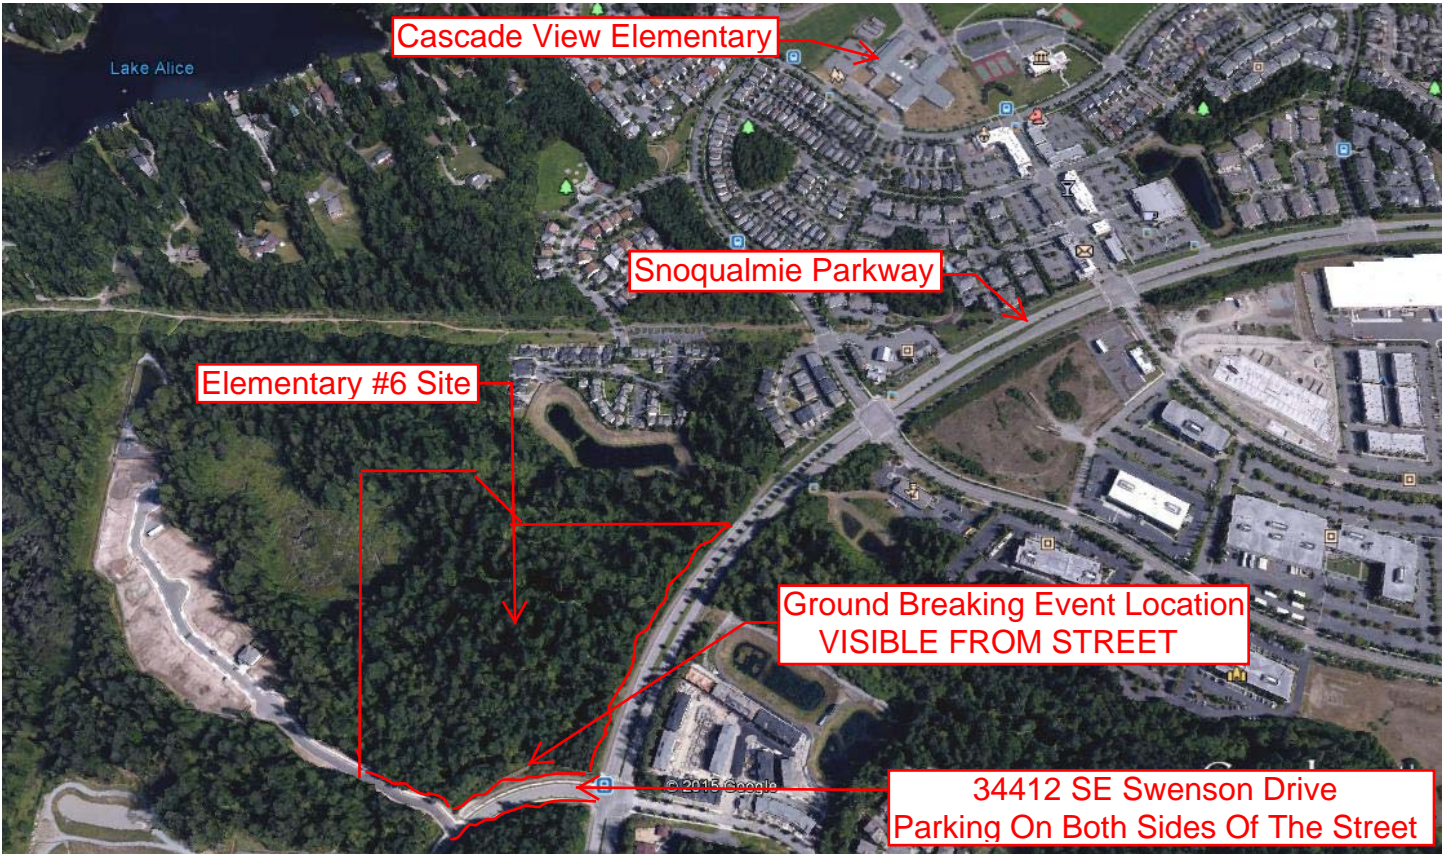 Cascade View Elementary
Lake Alice
Snoqualmie Parkway
Elementary #6 Site
Ground Breaking Event Location
VISIBLE FROM STREET
© 2015 Google
34412 SE Swenson Drive
Parking On Both Sides Of The Street